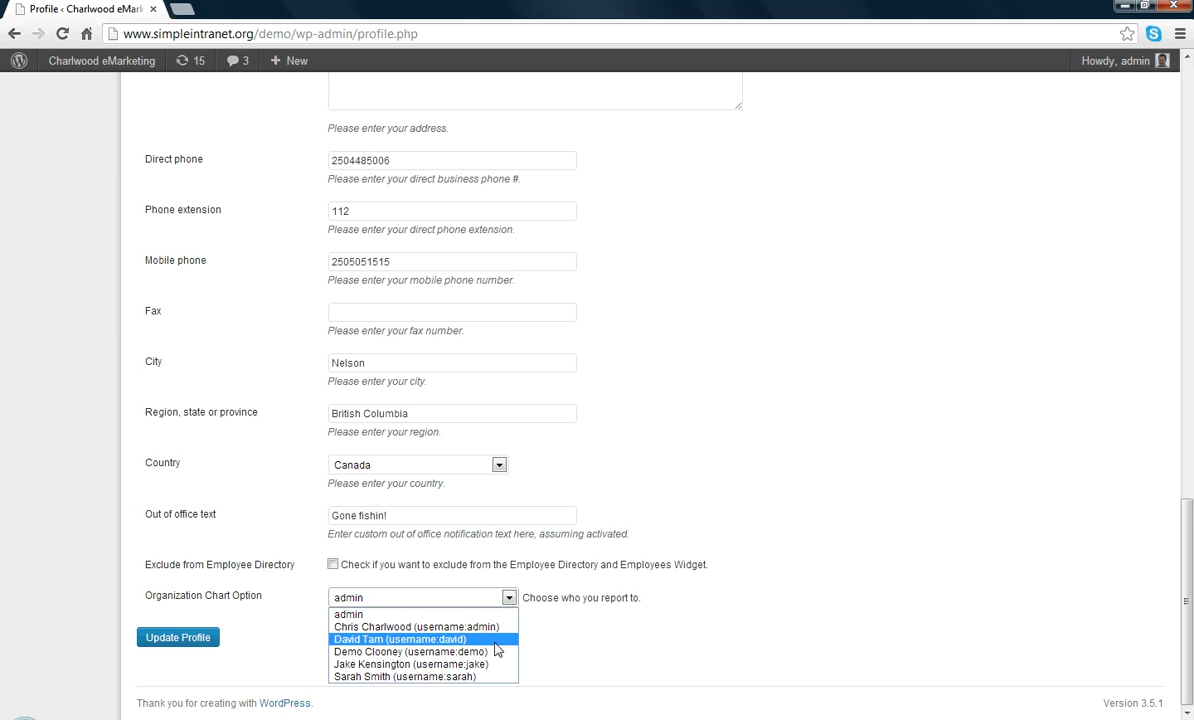 Profile ‹ Charlwood eMark
www.simpleintranet.org/demo/wp-admin/profile.php
Charlwood eMarketing
15
3
New
Howdy, admin
Please enter your address.
Direct phone
2504485006
Please enter your direct business phone #.
Phone extension
112
Please enter your direct phone extension.
Mobile phone
2505051515
Please enter your mobile phone number.
Fax
Please enter your fax number.
City
Nelson
Please enter your city.
Region, state or province
British Columbia
Please enter your region.
Country
Canada
Please enter your country.
Out of office text
Gone fishin!
Enter custom out of office notification text here, assuming activated.
Exclude from Employee Directory
Check if you want to exclude from the Employee Directory and Employees Widget.
Organization Chart Option
admin
Choose who you report to.
admin
Chris Charlwood (username:admin)
David Tam (username:david)
Demo Clooney (username:demo)
Jake Kensington (username:jake)
Sarah Smith (username:sarah)
Update Profile
Thank you for creating with WordPress.
Version 3.5.1